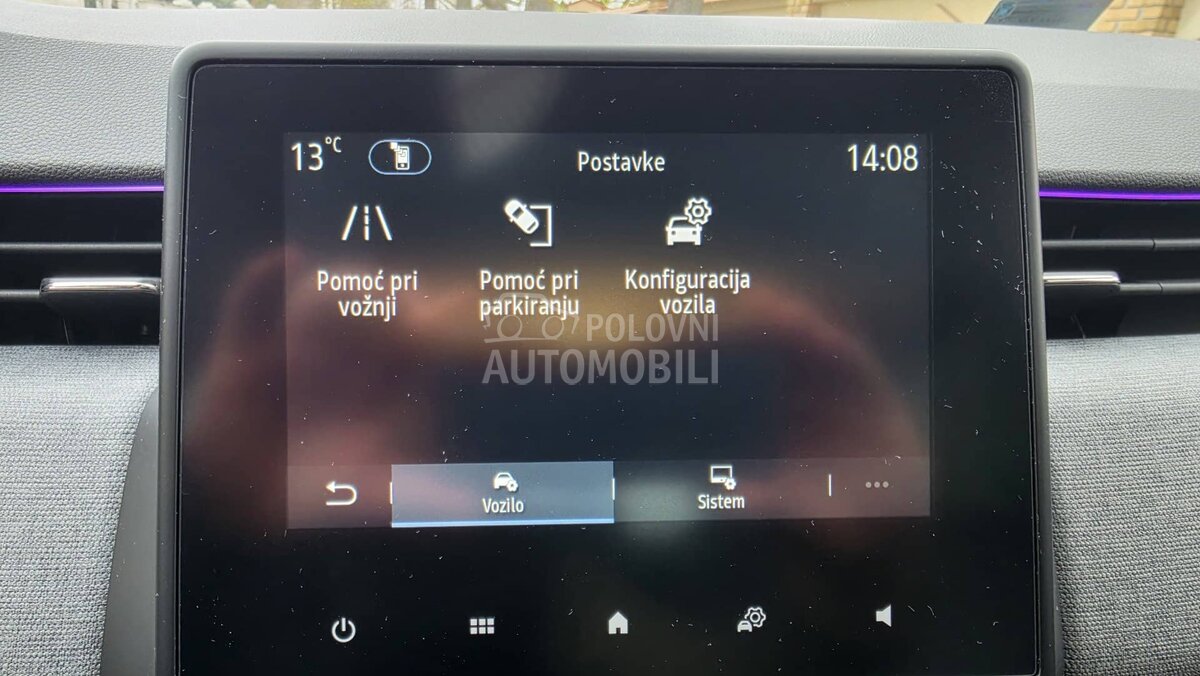 13°C
Postavke
14:08
Pomoć pri
vožnji
Pomoć pri
parkiranju
Konfiguracija
vozila
POLOVNI
AUTOMOBILI
Vozilo
Sistem